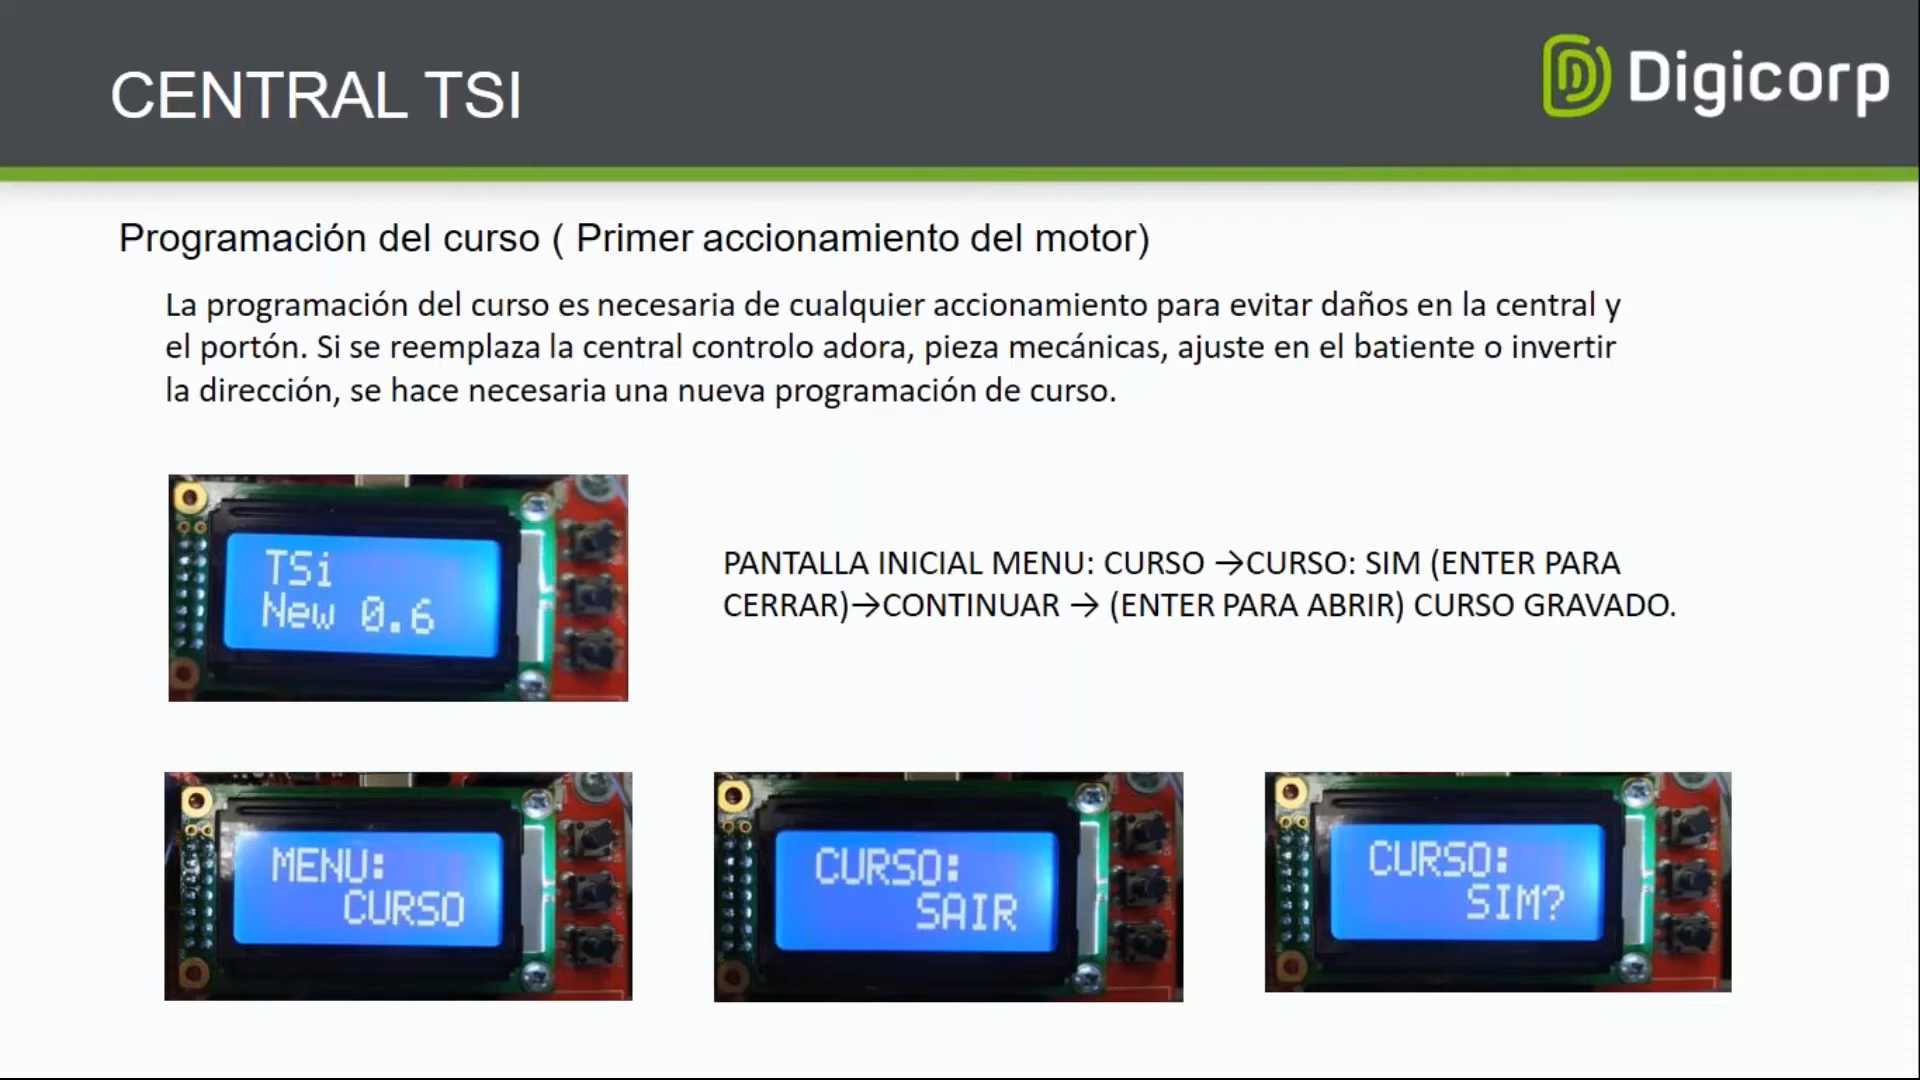 CENTRAL TSI
Digicorp
Programación del curso ( Primer accionamiento del motor)
La programación del curso es necesaria de cualquier accionamiento para evitar daños en la central y
el portón. Si se reemplaza la central controlo adora, pieza mecánicas, ajuste en el batiente o invertir
la dirección, se hace necesaria una nueva programación de curso.
TSi
New 0.6
PANTALLA INICIAL MENU: CURSO →CURSO: SIM (ENTER PARA
CERRAR)→CONTINUAR → (ENTER PARA ABRIR) CURSO GRAVADO.
MENU:
CURSO
CURSO:
SAIR
CURSO:
SIM?